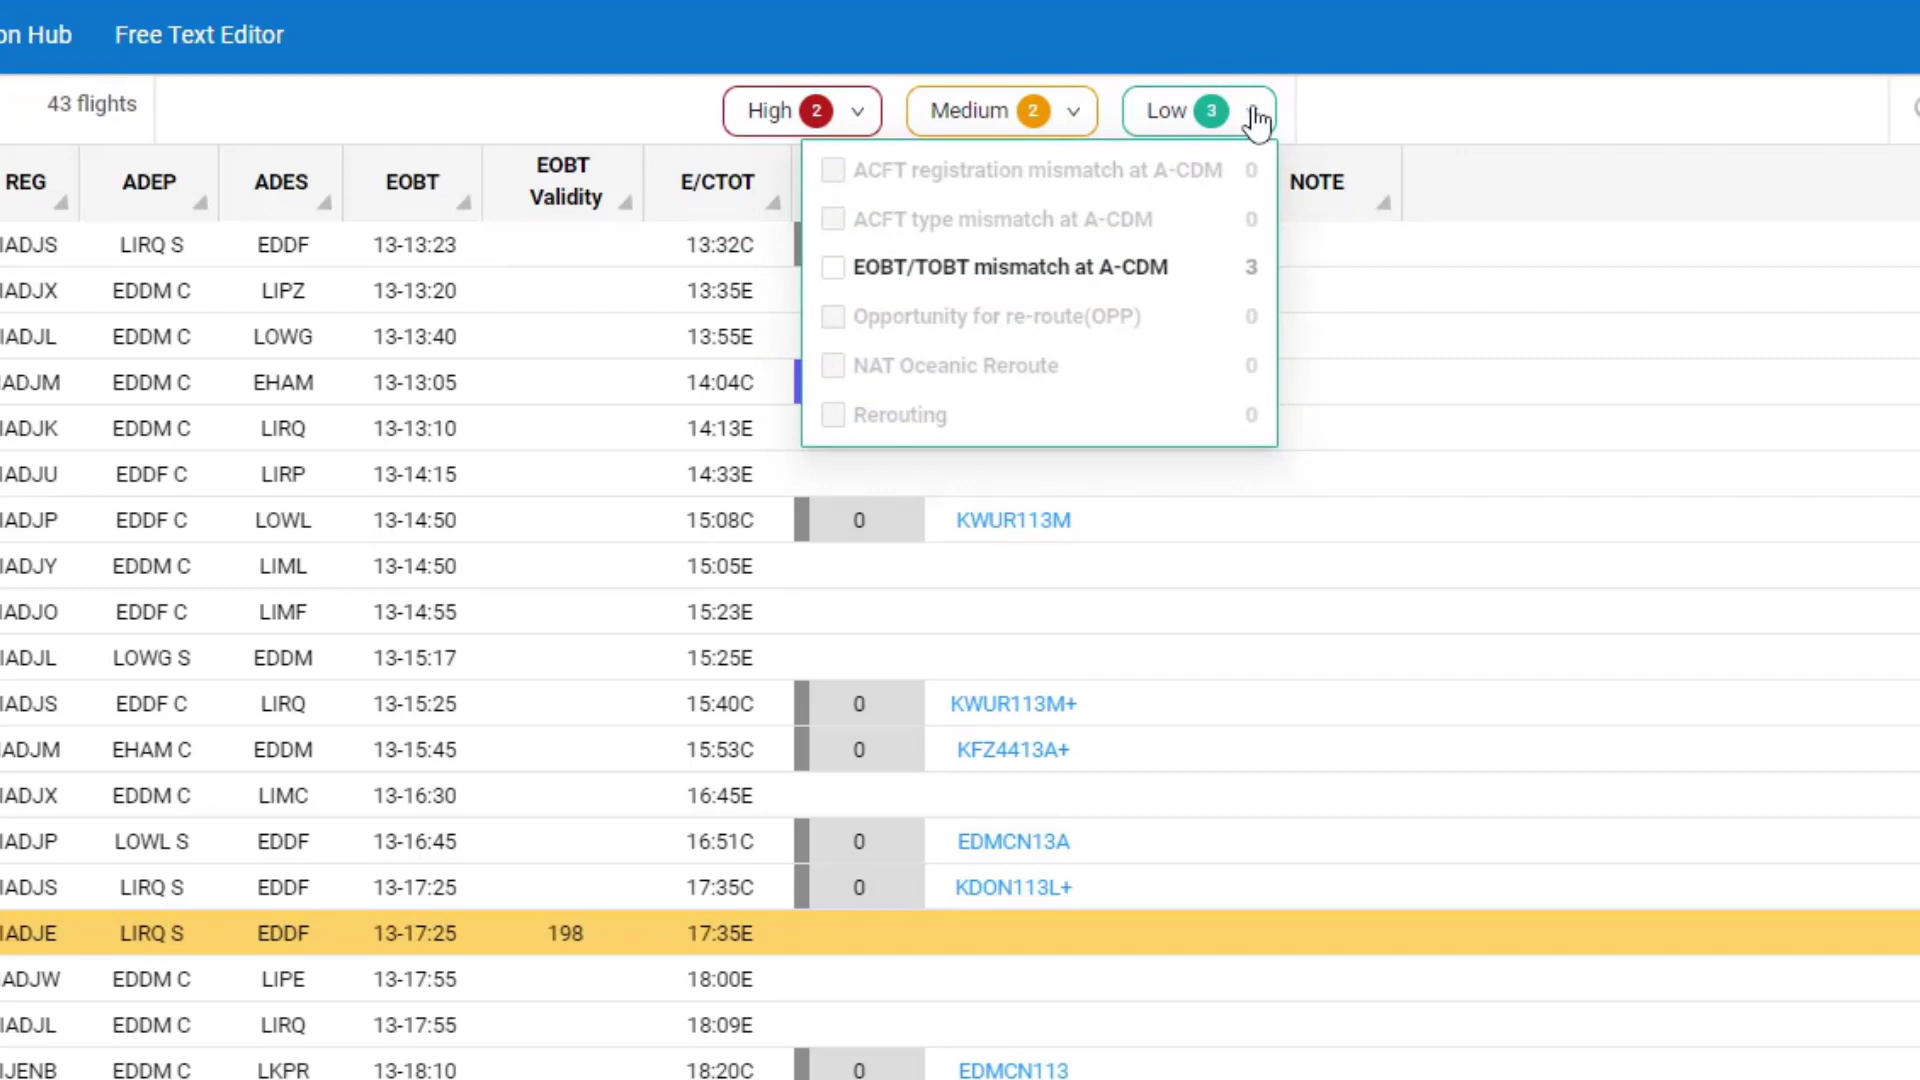 on Hub Free Text Editor
43 flights High 2 Medium 2 Low 3
REG ADEP ADES EOBT EOBT Validity E/CTOT NOTE
ACFT registration mismatch at A-CDM 0
ACFT type mismatch at A-CDM 0
EOBT/TOBT mismatch at A-CDM 3
Opportunity for re-route(OPP) 0
NAT Oceanic Reroute 0
Rerouting 0
IADJS LIRQ S EDDF 13-13:23 13:32C
IADJX EDDM C LIPZ 13-13:20 13:35E
IADJL EDDM C LOWG 13-13:40 13:55E
IADJM EDDM C EHAM 13-13:05 14:04C
IADJK EDDM C LIRQ 13-13:10 14:13E
IADJU EDDF C LIRP 13-14:15 14:33E
IADJP EDDF C LOWL 13-14:50 15:08C 0 KWUR113M
IADJY EDDM C LIML 13-14:50 15:05E
IADJO EDDF C LIMF 13-14:55 15:23E
IADJL LOWG S EDDM 13-15:17 15:25E
IADJS EDDF C LIRQ 13-15:25 15:40C 0 KWUR113M+
IADJM EHAM C EDDM 13-15:45 15:53C 0 KFZ4413A+
IADJX EDDM C LIMC 13-16:30 16:45E
IADJP LOWL S EDDF 13-16:45 16:51C 0 EDMCN13A
IADJS LIRQ S EDDF 13-17:25 17:35C 0 KDON113L+
IADJE LIRQ S EDDF 13-17:25 198 17:35E
ADJW EDDM C LIPE 13-17:55 18:00E
IADJL EDDM C LIRQ 13-17:55 18:09E
IJENB EDDM C LKPR 13-18:10 18:20C 0 EDMCN113